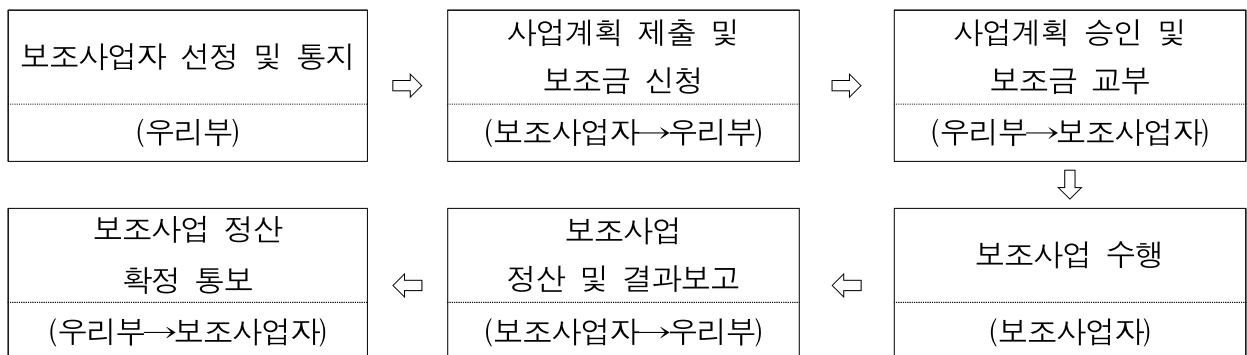 보조사업자 선정 및 통지
(우리부)
⇨
사업계획 제출 및
보조금 신청
(보조사업자→우리부)
⇨
사업계획 승인 및
보조금 교부
(우리부→보조사업자)
⇩
보조사업 수행
(보조사업자)
⇦
보조사업
정산 및 결과보고
(보조사업자→우리부)
⇦
보조사업 정산
확정 통보
(우리부→보조사업자)